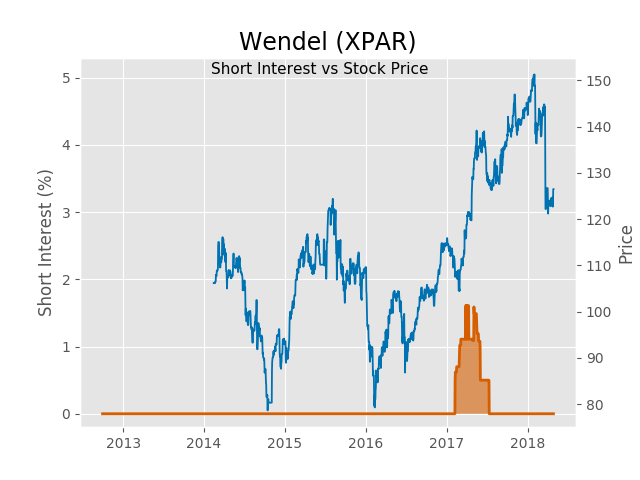 Wendel (XPAR)
Short Interest vs Stock Price
Short Interest (%)
5
4
3
2
1
0
150
140
130
120
110
100
90
80
Price
2013 2014 2015 2016 2017 2018